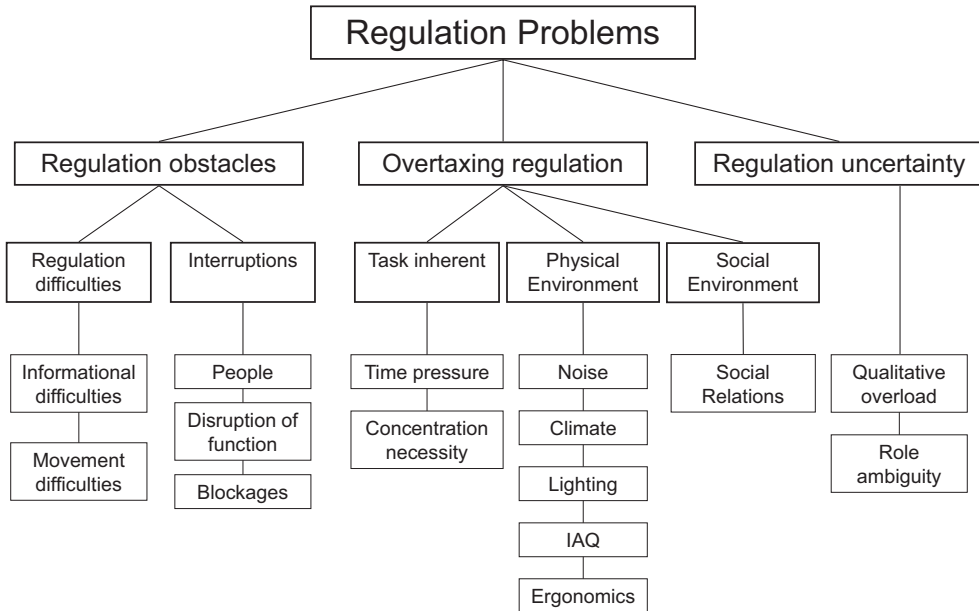 Regulation Problems
Regulation obstacles
Overtaxing regulation
Regulation uncertainty
Regulation
difficulties
Interruptions
Task inherent
Physical
Environment
Social
Environment
Informational
difficulties
Movement
difficulties
People
Disruption of
function
Blockages
Time pressure
Concentration
necessity
Noise
Climate
Lighting
IAQ
Ergonomics
Social
Relations
Qualitative
overload
Role
ambiguity